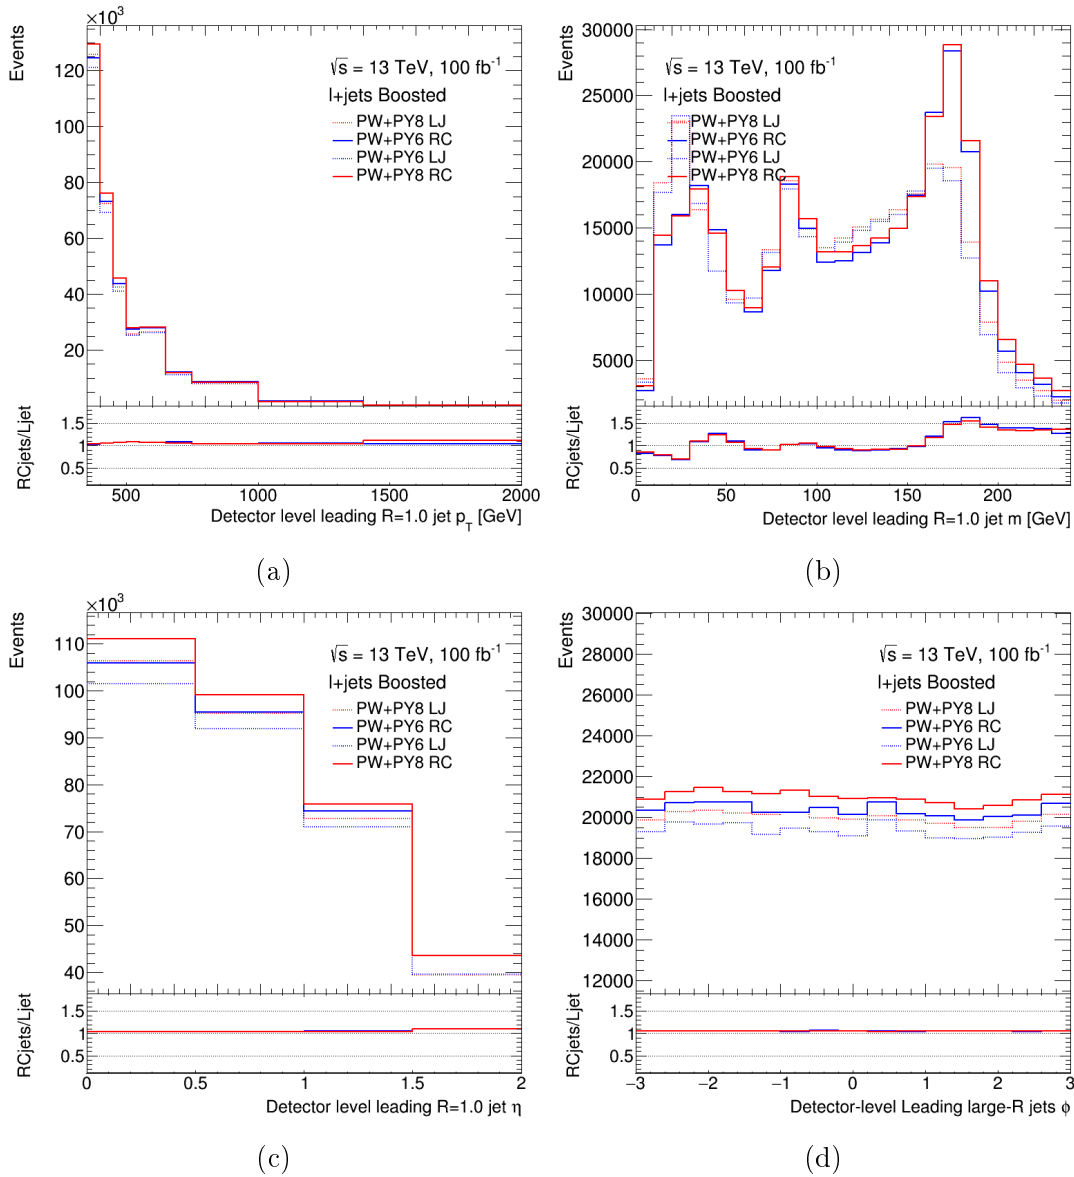 ×10³
Events
120
100
80
60
40
20
√s = 13 TeV, 100 fb⁻¹
l+jets Boosted
PW+PY8 LJ
PW+PY6 RC
PW+PY6 LJ
PW+PY8 RC
RCjets/Ljet
1.5
1
0.5
500 1000 1500 2000
Detector level leading R=1.0 jet p_T [GeV]
(a)
Events
30000
25000
20000
15000
10000
5000
√s = 13 TeV, 100 fb⁻¹
l+jets Boosted
PW+PY8 LJ
PW+PY6 RC
PW+PY6 LJ
PW+PY8 RC
RCjets/Ljet
1.5
1
0.5
0 50 100 150 200
Detector level leading R=1.0 jet m [GeV]
(b)
×10³
Events
110
100
90
80
70
60
50
40
√s = 13 TeV, 100 fb⁻¹
l+jets Boosted
PW+PY8 LJ
PW+PY6 RC
PW+PY6 LJ
PW+PY8 RC
RCjets/Ljet
1.5
1
0.5
0 0.5 1 1.5 2
Detector level leading R=1.0 jet η
(c)
Events
30000
28000
26000
24000
22000
20000
18000
16000
14000
12000
√s = 13 TeV, 100 fb⁻¹
l+jets Boosted
PW+PY8 LJ
PW+PY6 RC
PW+PY6 LJ
PW+PY8 RC
RCjets/Ljet
1.5
1
0.5
−3 −2 −1 0 1 2 3
Detector-level Leading large-R jets ϕ
(d)